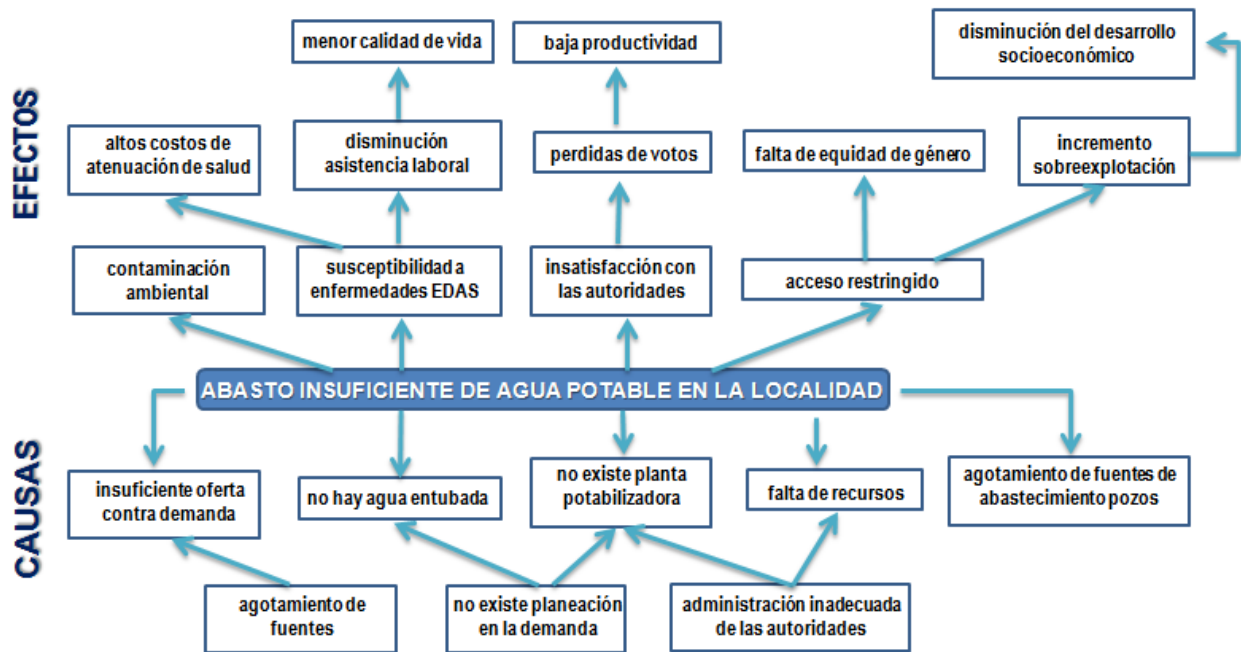 EFECTOS
menor calidad de vida
baja productividad
disminución del desarrollo
socioeconómico
altos costos de
atenuación de salud
disminución
asistencia laboral
perdidas de votos
falta de equidad de género
incremento
sobreexplotación
contaminación
ambiental
susceptibilidad a
enfermedades EDAS
insatisfacción con
las autoridades
acceso restringido
ABASTO INSUFICIENTE DE AGUA POTABLE EN LA LOCALIDAD
CAUSAS
insuficiente oferta
contra demanda
no hay agua entubada
no existe planta
potabilizadora
falta de recursos
agotamiento de fuentes de
abastecimiento pozos
agotamiento de
fuentes
no existe planeación
en la demanda
administración inadecuada
de las autoridades